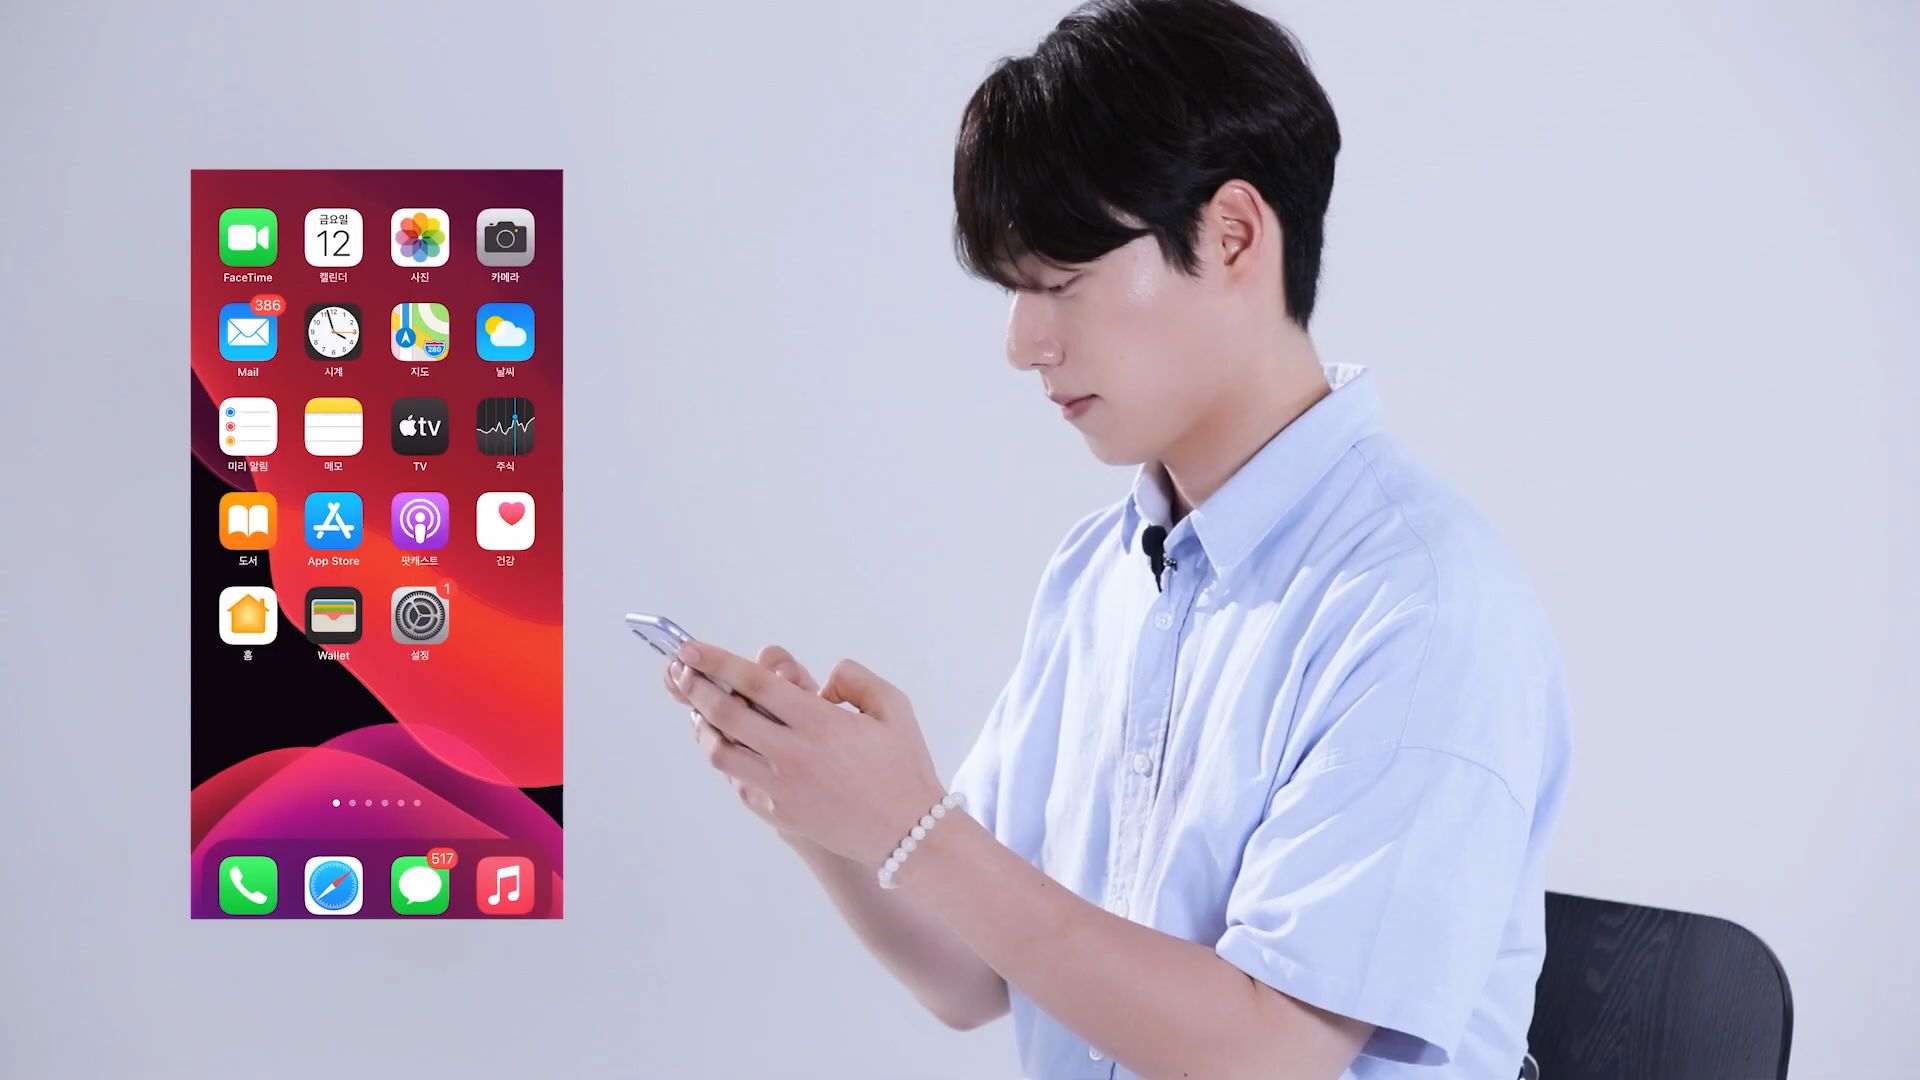 금요일
12
FaceTime
캘린더
사진
카메라
386
Mail
시계
280
지도
날씨
미리 알림
메모
tv
TV
주식
도서
App Store
팟캐스트
건강
1
홈
Wallet
설정
517